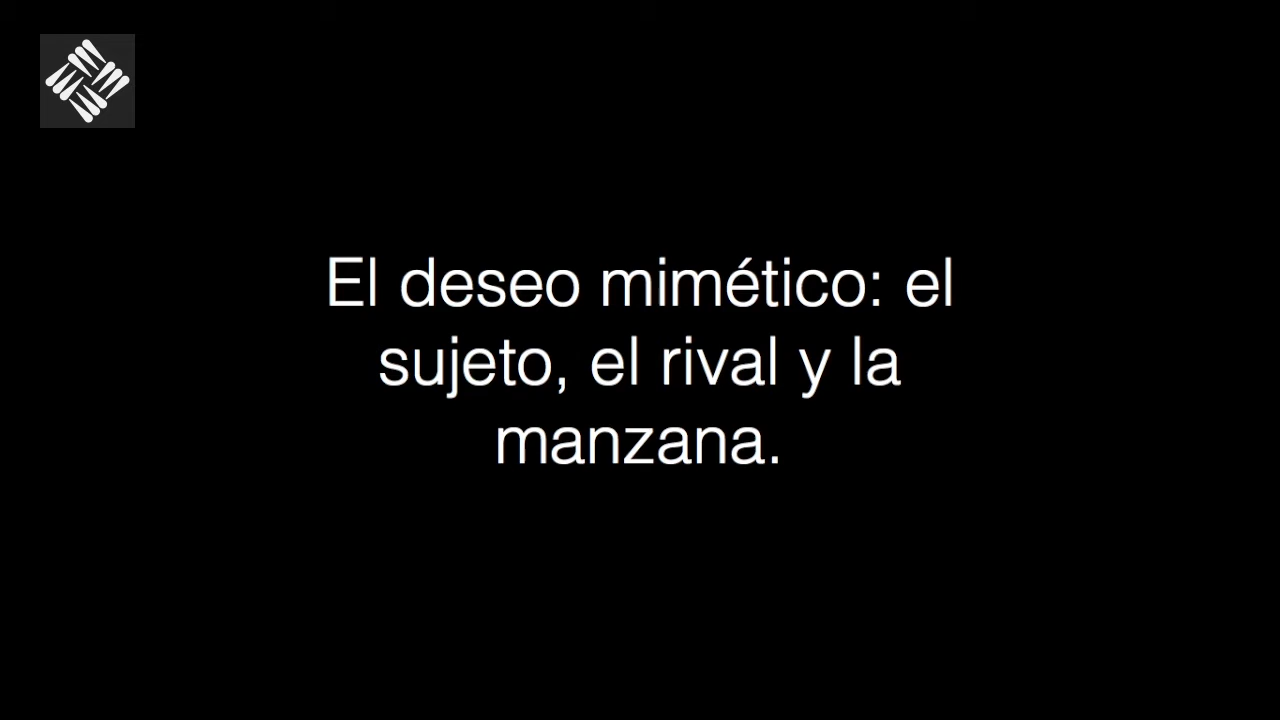 El deseo mimético: el
sujeto, el rival y la
manzana.